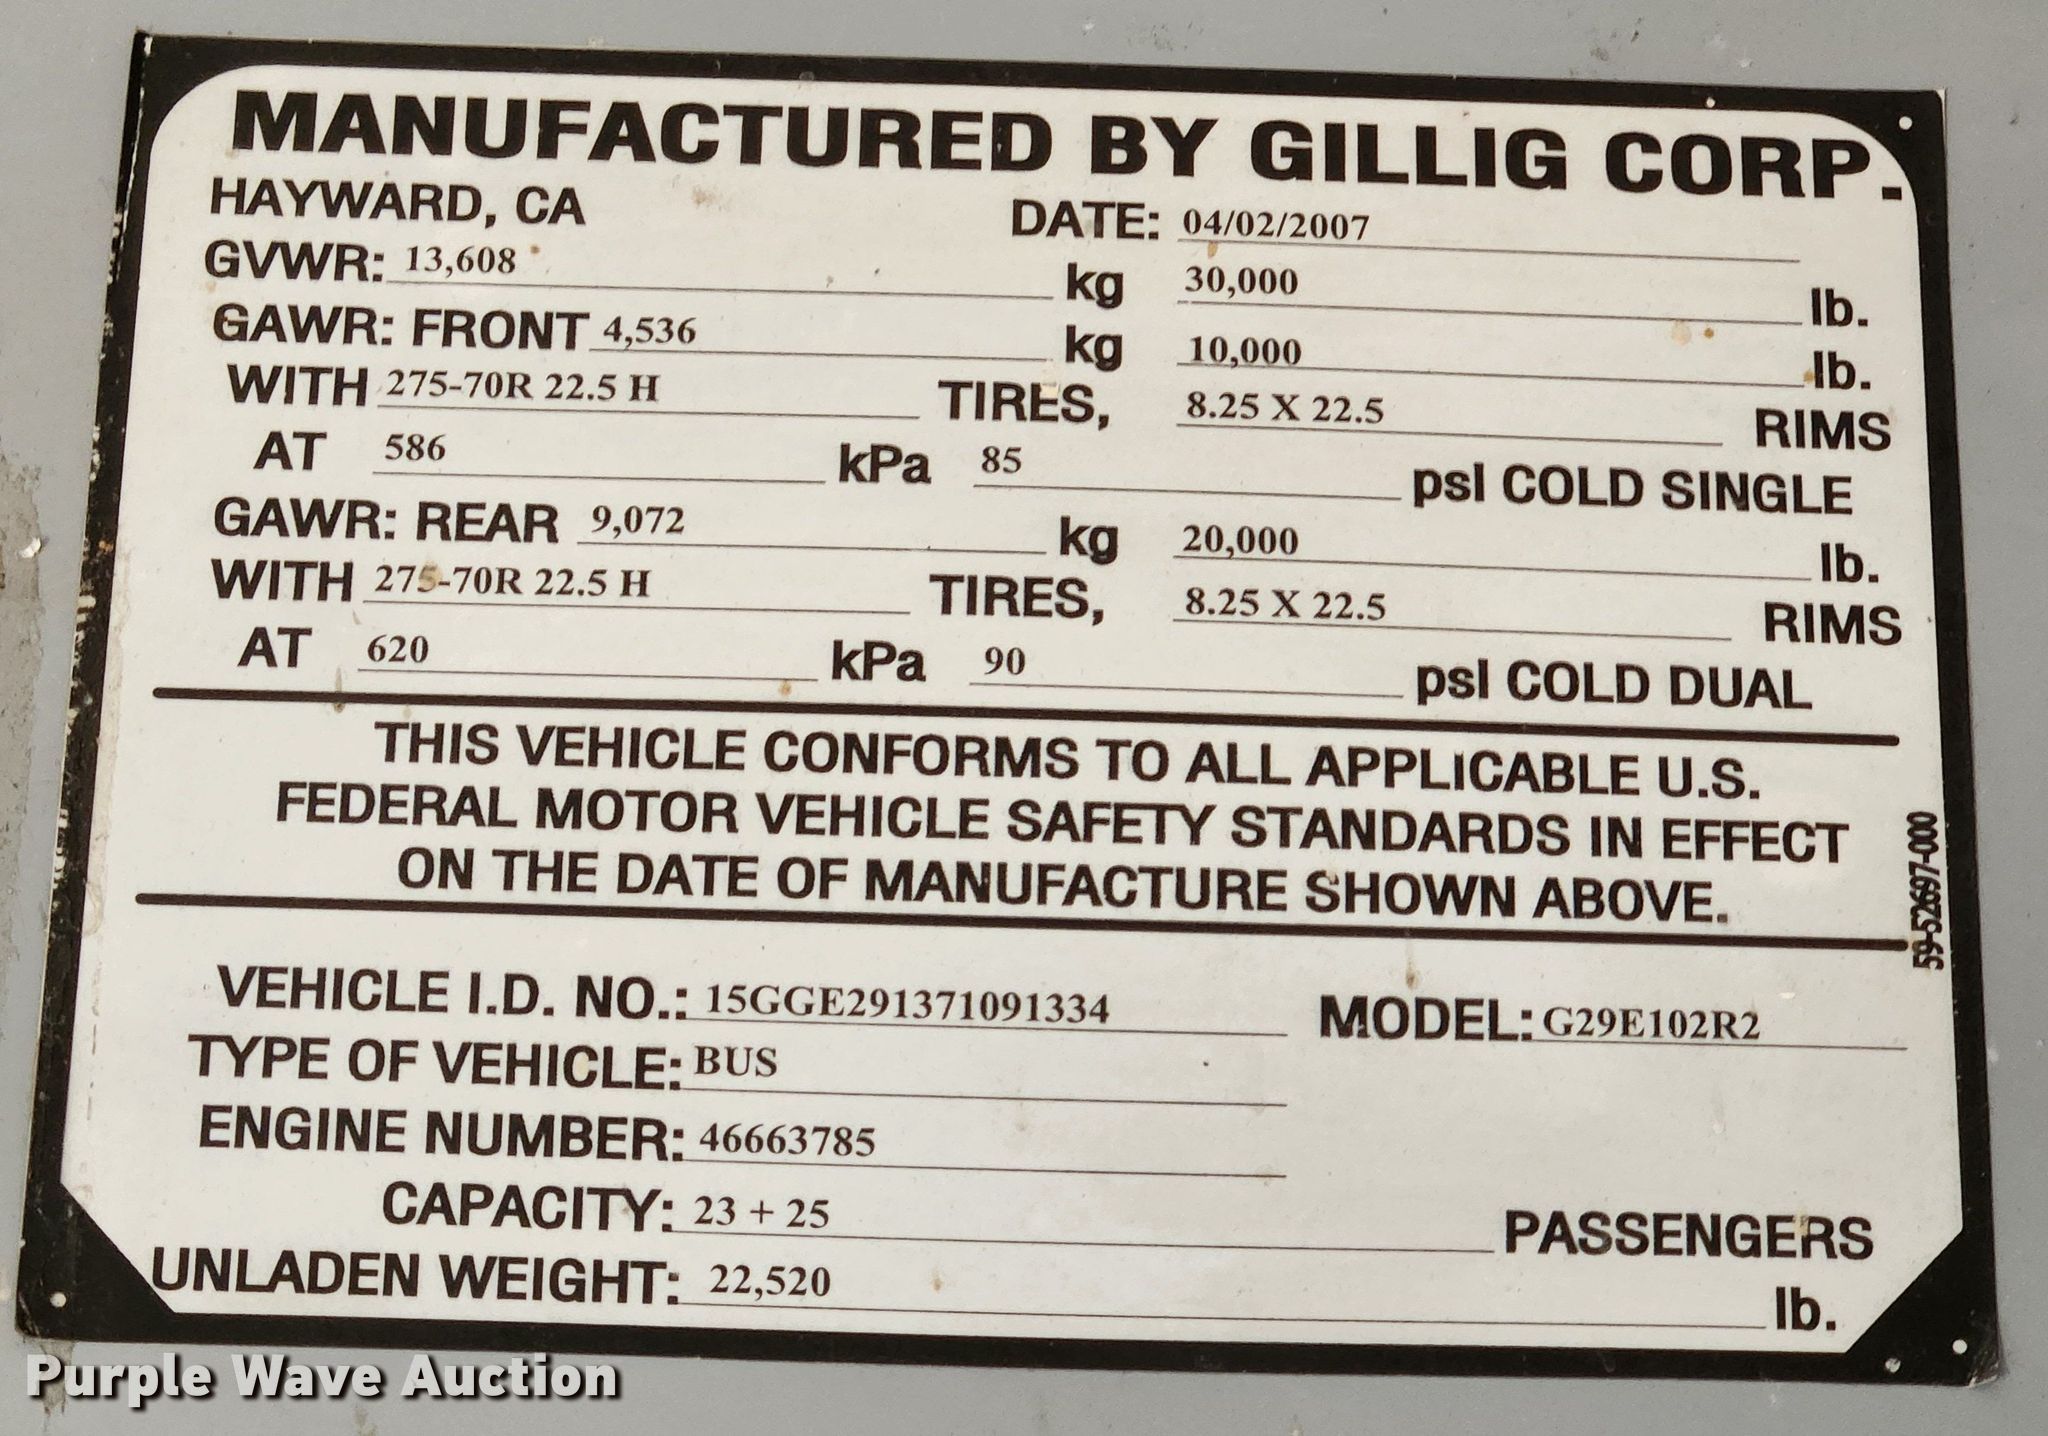 MANUFACTURED BY GILLIG CORP.
HAYWARD, CA DATE: 04/02/2007
GVWR: 13,608 kg 30,000 lb.
GAWR: FRONT 4,536 kg 10,000 lb.
WITH 275-70R 22.5 H TIRES, 8.25 X 22.5 RIMS
AT 586 kPa 85 psI COLD SINGLE
GAWR: REAR 9,072 kg 20,000 lb.
WITH 275-70R 22.5 H TIRES, 8.25 X 22.5 RIMS
AT 620 kPa 90 psI COLD DUAL
THIS VEHICLE CONFORMS TO ALL APPLICABLE U.S.
FEDERAL MOTOR VEHICLE SAFETY STANDARDS IN EFFECT
ON THE DATE OF MANUFACTURE SHOWN ABOVE.
59-52697-000
VEHICLE I.D. NO.: 15GGE291371091334 MODEL: G29E102R2
TYPE OF VEHICLE: BUS
ENGINE NUMBER: 46663785
CAPACITY: 23 + 25 PASSENGERS
UNLADEN WEIGHT: 22,520 lb.
Purple Wave Auction